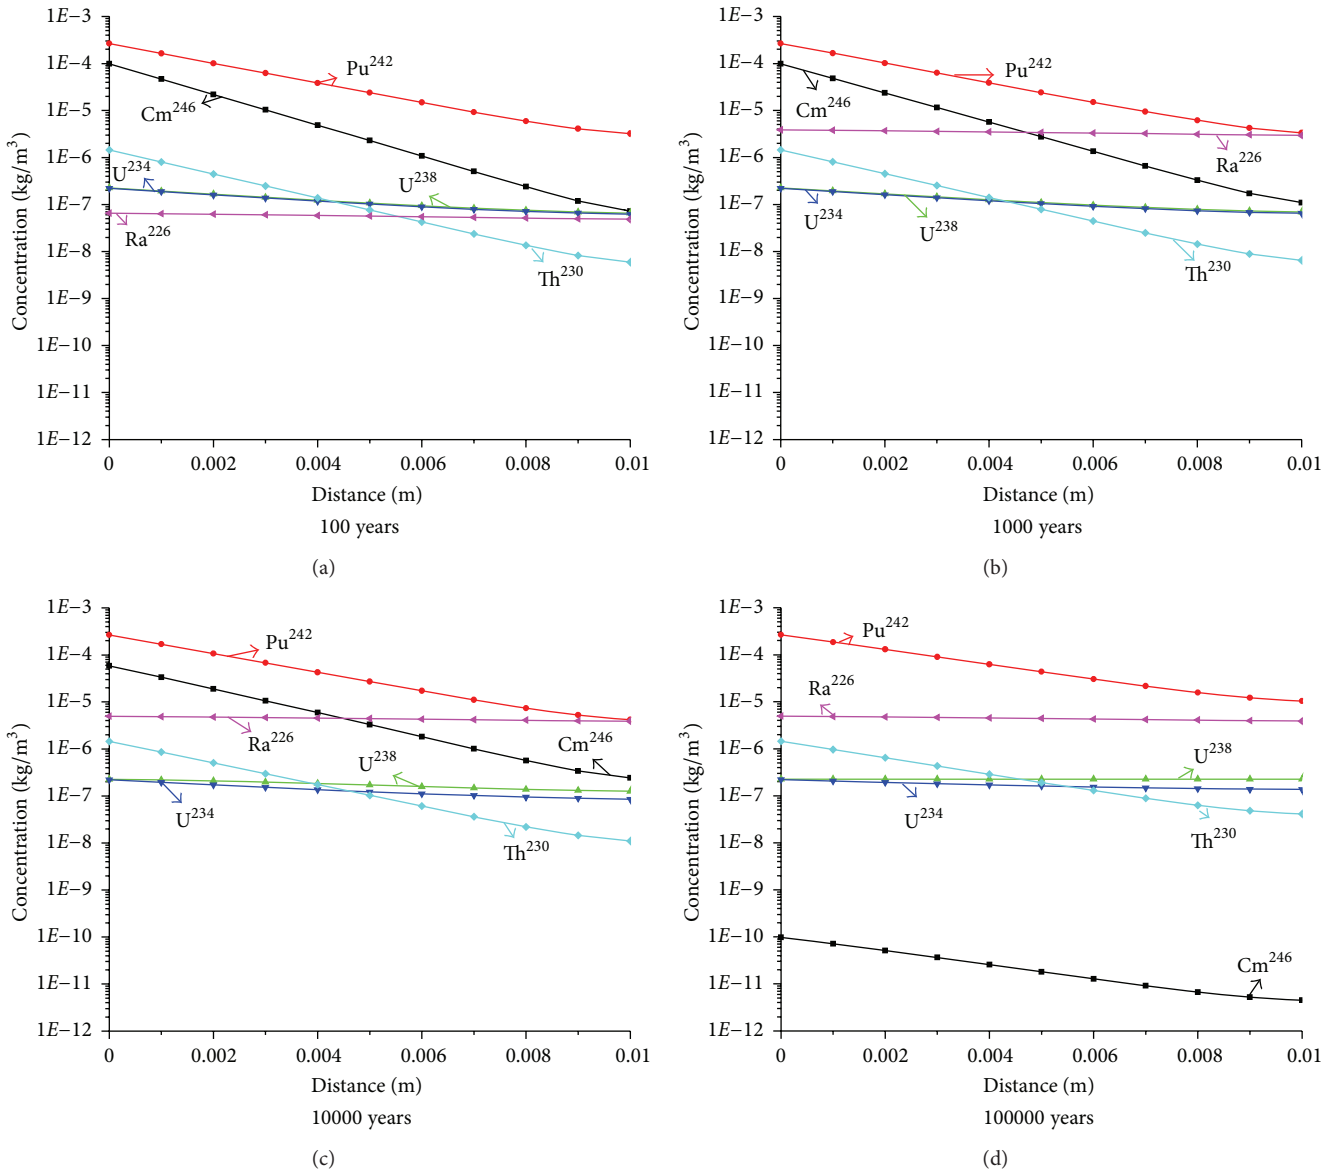 1E−3
1E−4
1E−5
1E−6
1E−7
1E−8
1E−9
1E−10
1E−11
1E−12
Concentration (kg/m³)
Pu²⁴²
Cm²⁴⁶
U²³⁴
U²³⁸
Ra²²⁶
Th²³⁰
0 0.002 0.004 0.006 0.008 0.01
Distance (m)
100 years
(a)
1E−3
1E−4
1E−5
1E−6
1E−7
1E−8
1E−9
1E−10
1E−11
1E−12
Concentration (kg/m³)
Pu²⁴²
Cm²⁴⁶
Ra²²⁶
U²³⁴
U²³⁸
Th²³⁰
0 0.002 0.004 0.006 0.008 0.01
Distance (m)
1000 years
(b)
1E−3
1E−4
1E−5
1E−6
1E−7
1E−8
1E−9
1E−10
1E−11
1E−12
Concentration (kg/m³)
Pu²⁴²
Ra²²⁶
Cm²⁴⁶
U²³⁸
U²³⁴
Th²³⁰
0 0.002 0.004 0.006 0.008 0.01
Distance (m)
10000 years
(c)
1E−3
1E−4
1E−5
1E−6
1E−7
1E−8
1E−9
1E−10
1E−11
1E−12
Concentration (kg/m³)
Pu²⁴²
Ra²²⁶
U²³⁸
U²³⁴
Th²³⁰
Cm²⁴⁶
0 0.002 0.004 0.006 0.008 0.01
Distance (m)
100000 years
(d)